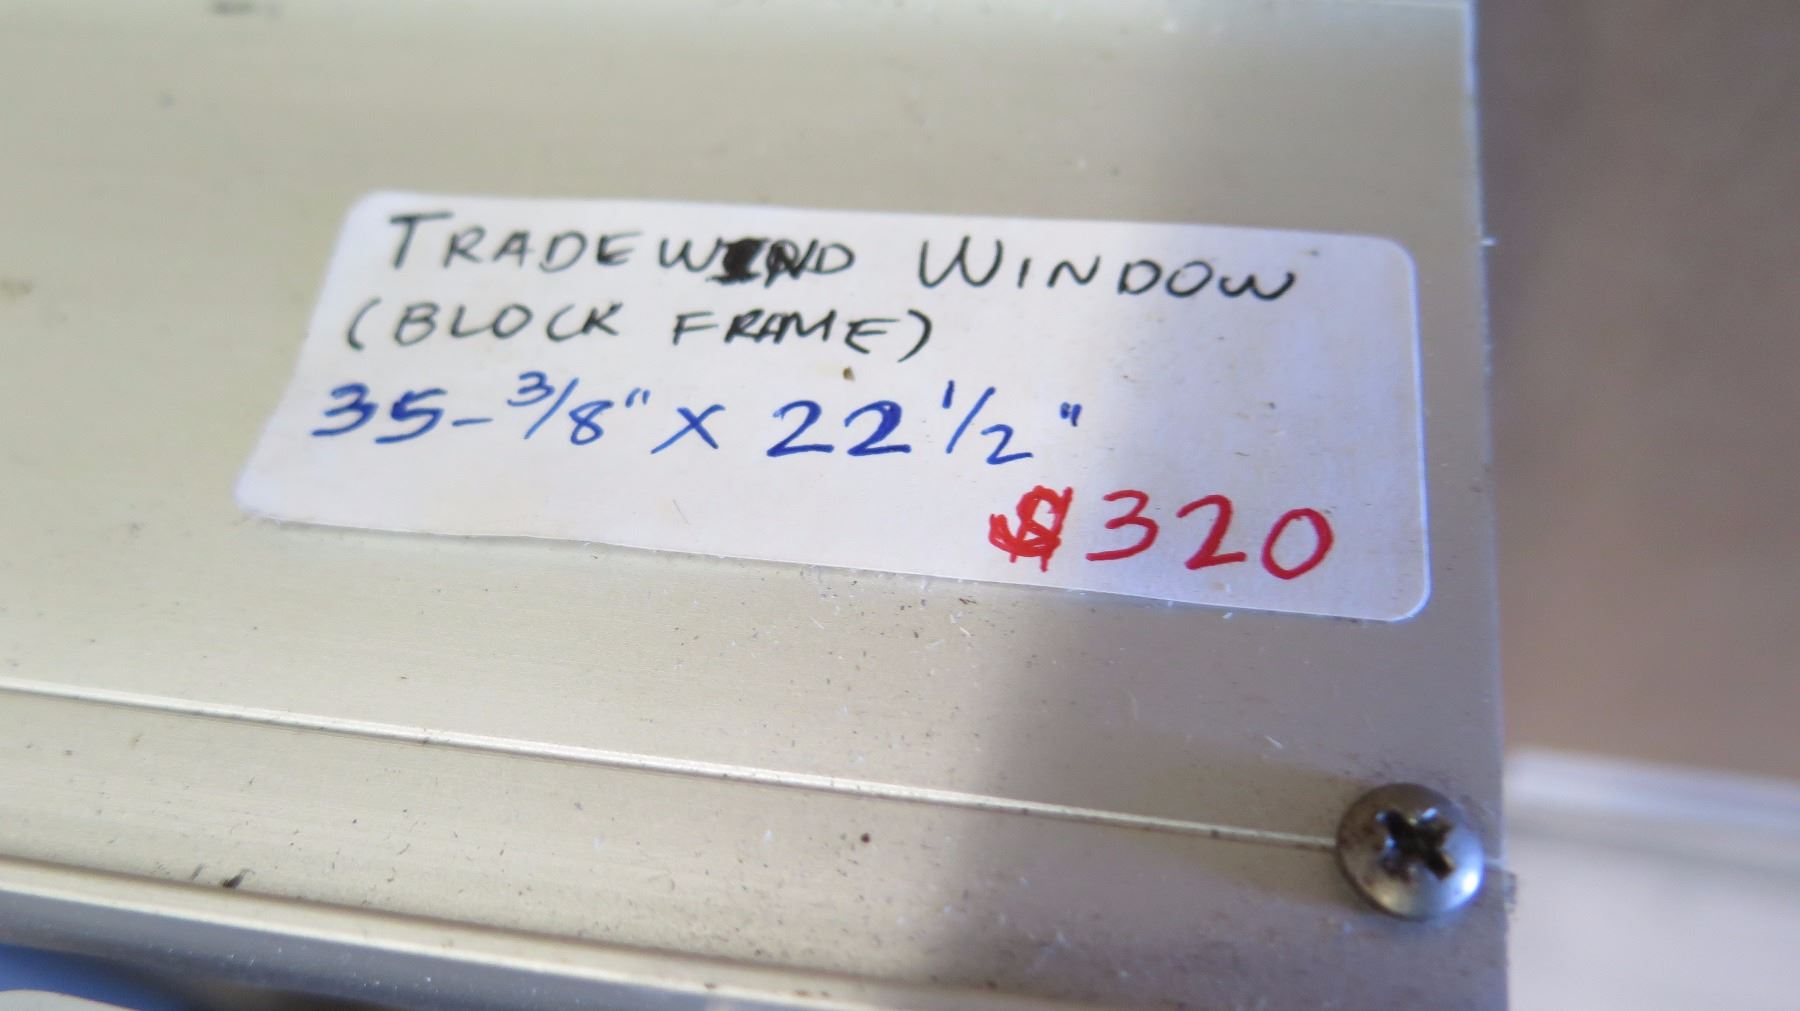 TRADEWIND WINDOW
(BLOCK FRAME)
35-3/8" X 22 1/2"
$320